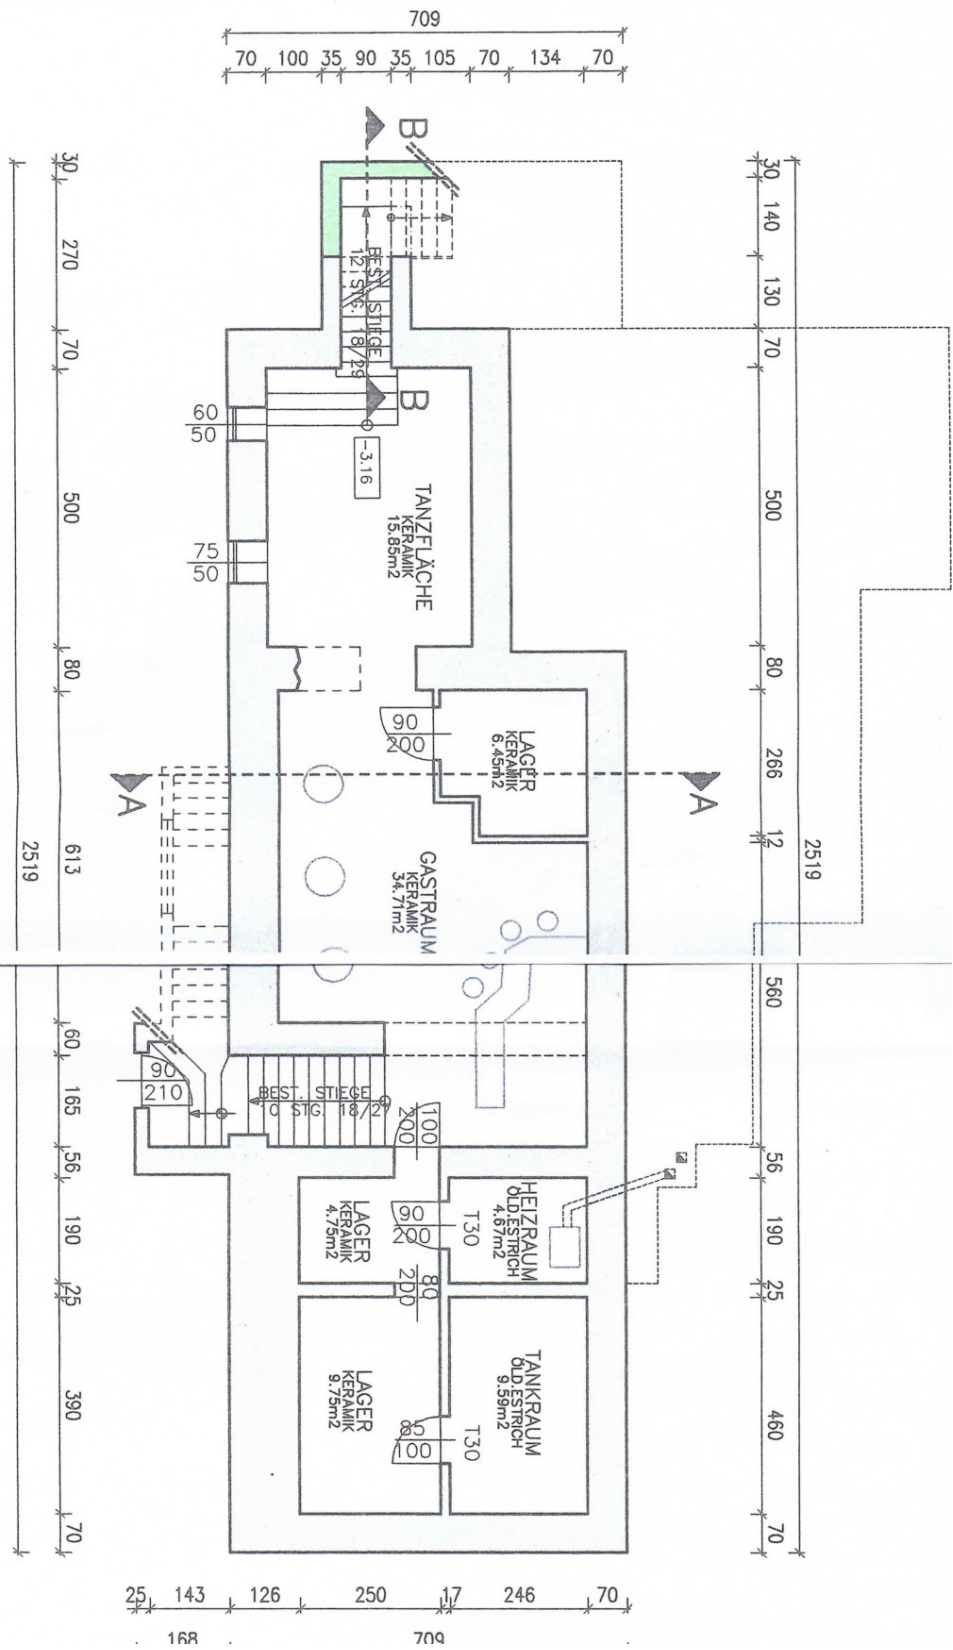 709
70 100 35 90 35 105 70 134 70
B
B
30 270 70 500 80 613 60 165 56 190 25 390 70
2519
30 140 130 70 500 80 266 12 560 56 190 25 460 70
2519
BEST. STIEGE
12 STG. 18/29
60
50
75
50
-3.16
TANZFLÄCHE
KERAMIK
15.85m2
90
200
LAGER
KERAMIK
6.45m2
A
A
GASTRAUM
KERAMIK
34.71m2
90
210
BEST. STIEGE
10 STG. 18/27
100
200
LAGER
KERAMIK
4.75m2
90
200
T30
HEIZRAUM
ÖLD.ESTRICH
4.67m2
80
200
LAGER
KERAMIK
9.75m2
85
100
T30
TANKRAUM
ÖLD.ESTRICH
9.59m2
25 143 126 250 17 246 70
168 709